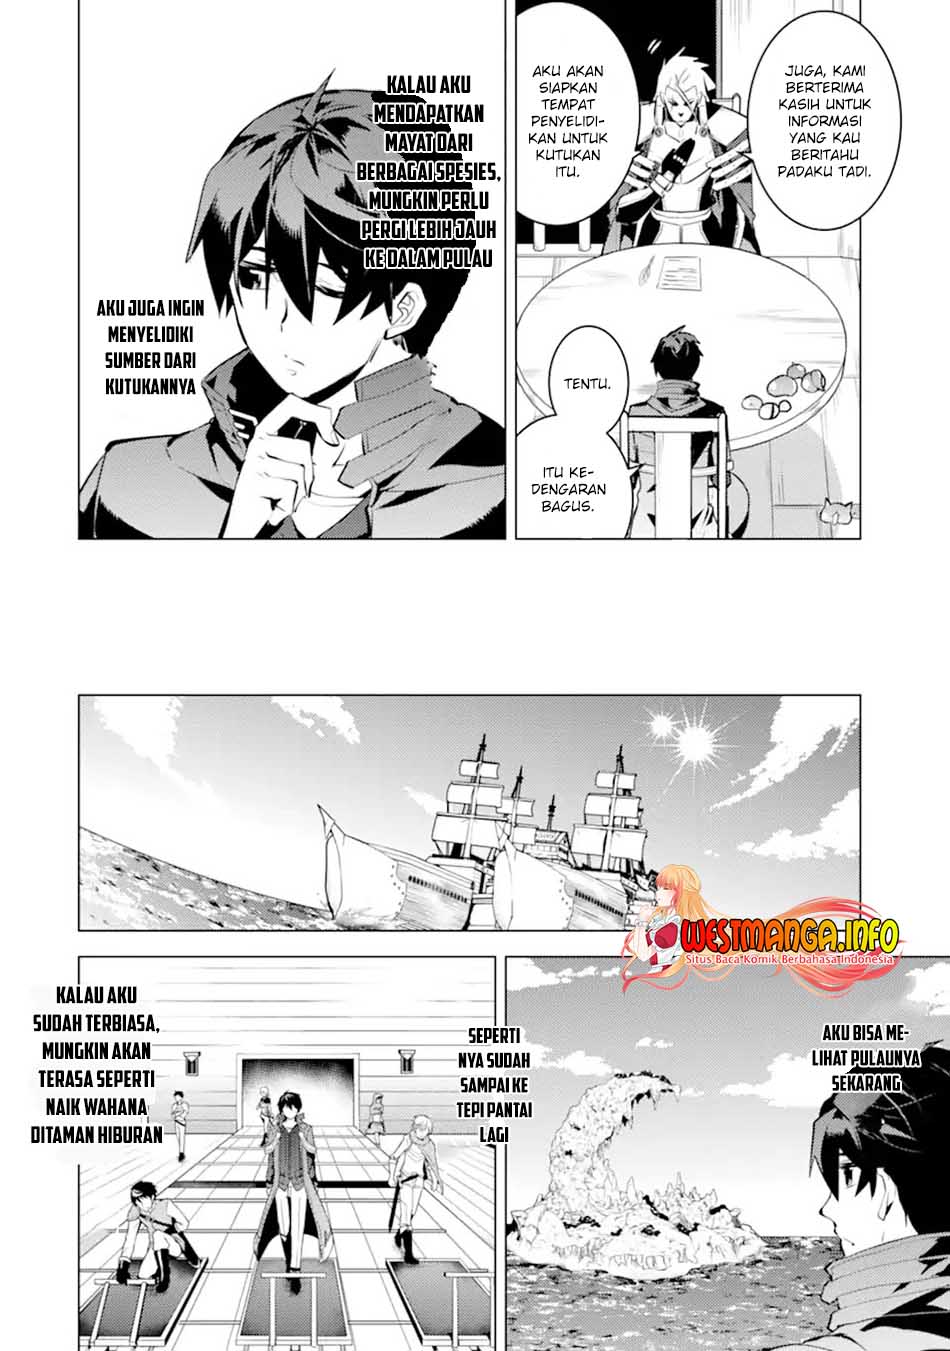 JUGA, KAMI
BERTERIMA
KASIH UNTUK
INFORMASI
YANG KAU
BERITAHU
PADAKU TADI.
AKU AKAN
SIAPKAN
TEMPAT
PENYELIDI-
KAN UNTUK
KUTUKAN
ITU.
TENTU.
ITU KE-
DENGARAN
BAGUS.
KALAU AKU
MENDAPATKAN
MAYAT DARI
BERBAGAI SPESIES,
MUNGKIN PERLU
PERGI LEBIH JAUH
KE DALAM PULAU
AKU JUGA INGIN
MENYELIDIKI
SUMBER DARI
KUTUKANNYA
WESTMANGA.INFO
Situs Baca Komik Berbahasa Indonesia
AKU BISA ME-
LIHAT PULAUNYA
SEKARANG
SEPERTI
NYA SUDAH
SAMPAI KE
TEPI PANTAI
LAGI
KALAU AKU
SUDAH TERBIASA,
MUNGKIN AKAN
TERASA SEPERTI
NAIK WAHANA
DITAMAN HIBURAN